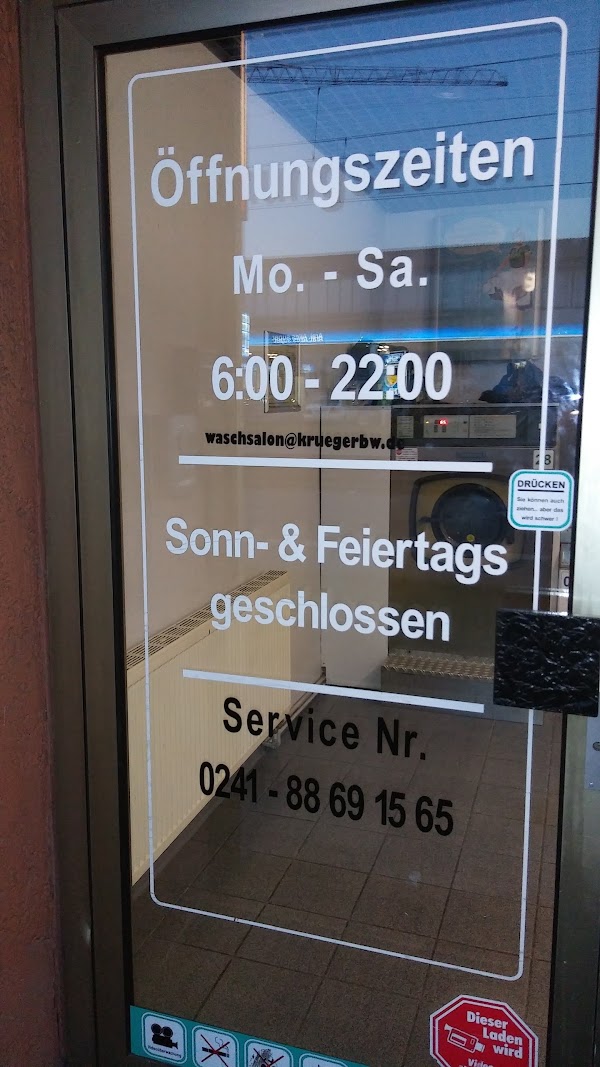 Öffnungszeiten
Mo. - Sa.
6:00 - 22:00
waschsalon@kruegerbw.de
28
DRÜCKEN
Sie können auch
ziehen... aber das
wird schwer !
Sonn- & Feiertags
geschlossen
Service Nr.
0241 - 88 69 15 65
Dieser
Laden
wird